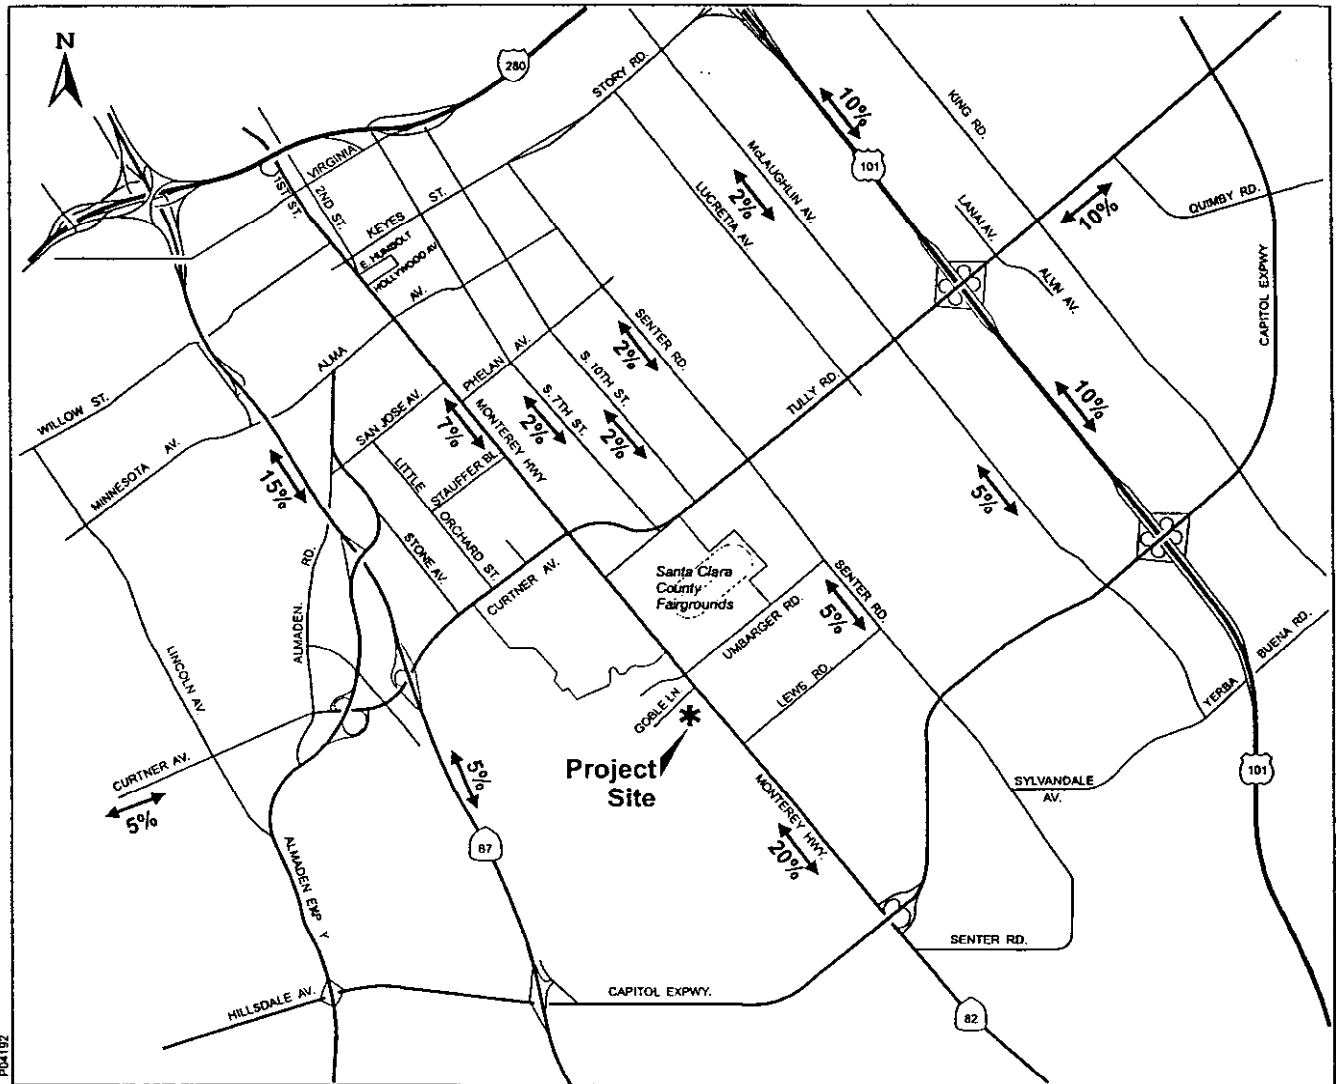 N
280
STORY RD.
10%
KING RD.
VIRGINIA
1ST ST.
2ND ST.
KEYES ST.
E. HUMBOLT
HOLLYWOOD AV.
McLAUGHLIN AV.
101
2%
LUCRETIA AV.
LANAI AV.
10%
QUIMBY RD.
ALVN AV.
CAPITOL EXPWY
ALMA AV.
SENTER RD.
2%
PHELAN AV.
S. 10TH ST.
TULLY RD.
WILLOW ST.
SAN JOSE AV.
7%
MONTEREY HWY
S. 7TH ST.
2%
2%
10%
MINNESOTA AV.
15%
LITTLE ORCHARD ST.
STAUFFER BL.
5%
STONE AV.
ALMADEN RD.
CURTNER AV.
Santa Clara
County
Fairgrounds
SENTER RD.
UMBARGER RD.
5%
LINCOLN AV.
LEWS RD.
BUENA RD.
YERBA
GOBLE LN
*
Project
Site
CURTNER AV.
5%
5%
MONTEREY HWY.
SYLVANDALE
AV.
101
87
20%
ALMADEN EXP Y
SENTER RD.
HILLSDALE AV.
CAPITOL EXPWY.
82
P04192